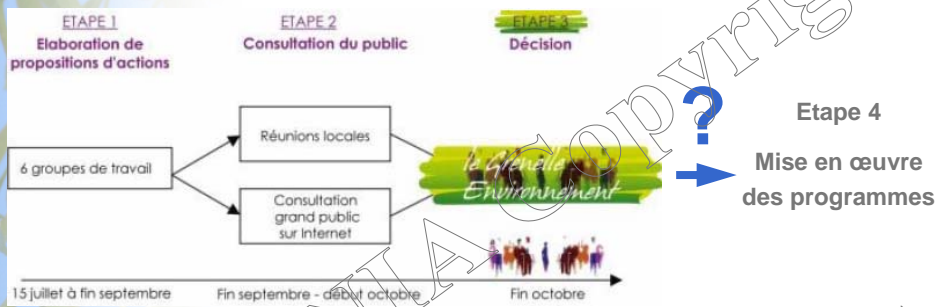 ETAPE 1
Elaboration de
propositions d'actions
ETAPE 2
Consultation du public
ETAPE 3
Décision
6 groupes de travail
Réunions locales
Consultation
grand public
sur Internet
le Grenelle
Environnement
?
Etape 4
Mise en œuvre
des programmes
15 juillet à fin septembre
Fin septembre - début octobre
Fin octobre
Copyrig